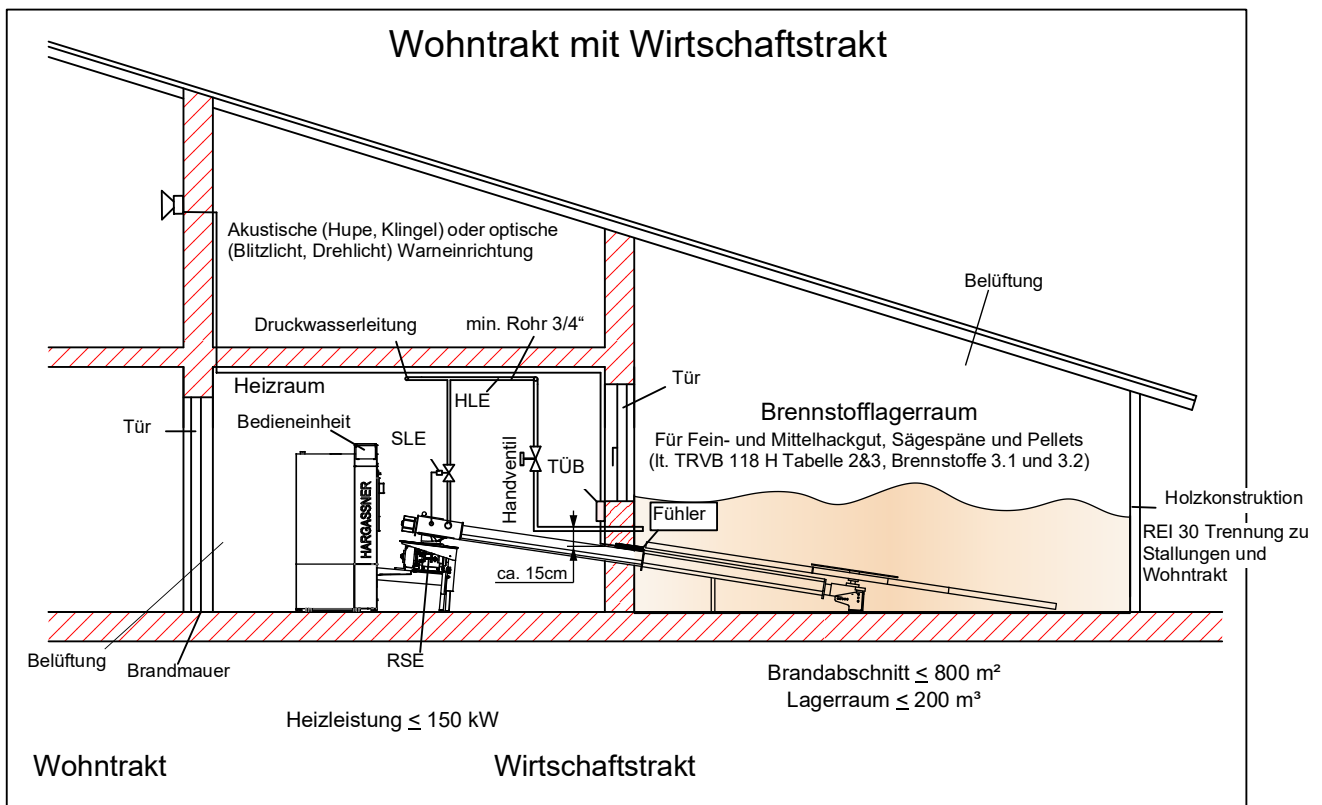 Wohntrakt mit Wirtschaftstrakt
Akustische (Hupe, Klingel) oder optische
(Blitzlicht, Drehlicht) Warneinrichtung
Belüftung
Druckwasserleitung
min. Rohr 3/4“
Heizraum
HLE
Tür
Tür
Bedieneinheit
SLE
Handventil
TÜB
Brennstofflagerraum
Für Fein- und Mittelhackgut, Sägespäne und Pellets
(lt. TRVB 118 H Tabelle 2&3, Brennstoffe 3.1 und 3.2)
HARGASSNER
Fühler
ca. 15cm
Holzkonstruktion
REI 30 Trennung zu
Stallungen und
Wohntrakt
Belüftung
Brandmauer
RSE
Brandabschnitt ≤ 800 m²
Lagerraum ≤ 200 m³
Heizleistung ≤ 150 kW
Wohntrakt
Wirtschaftstrakt